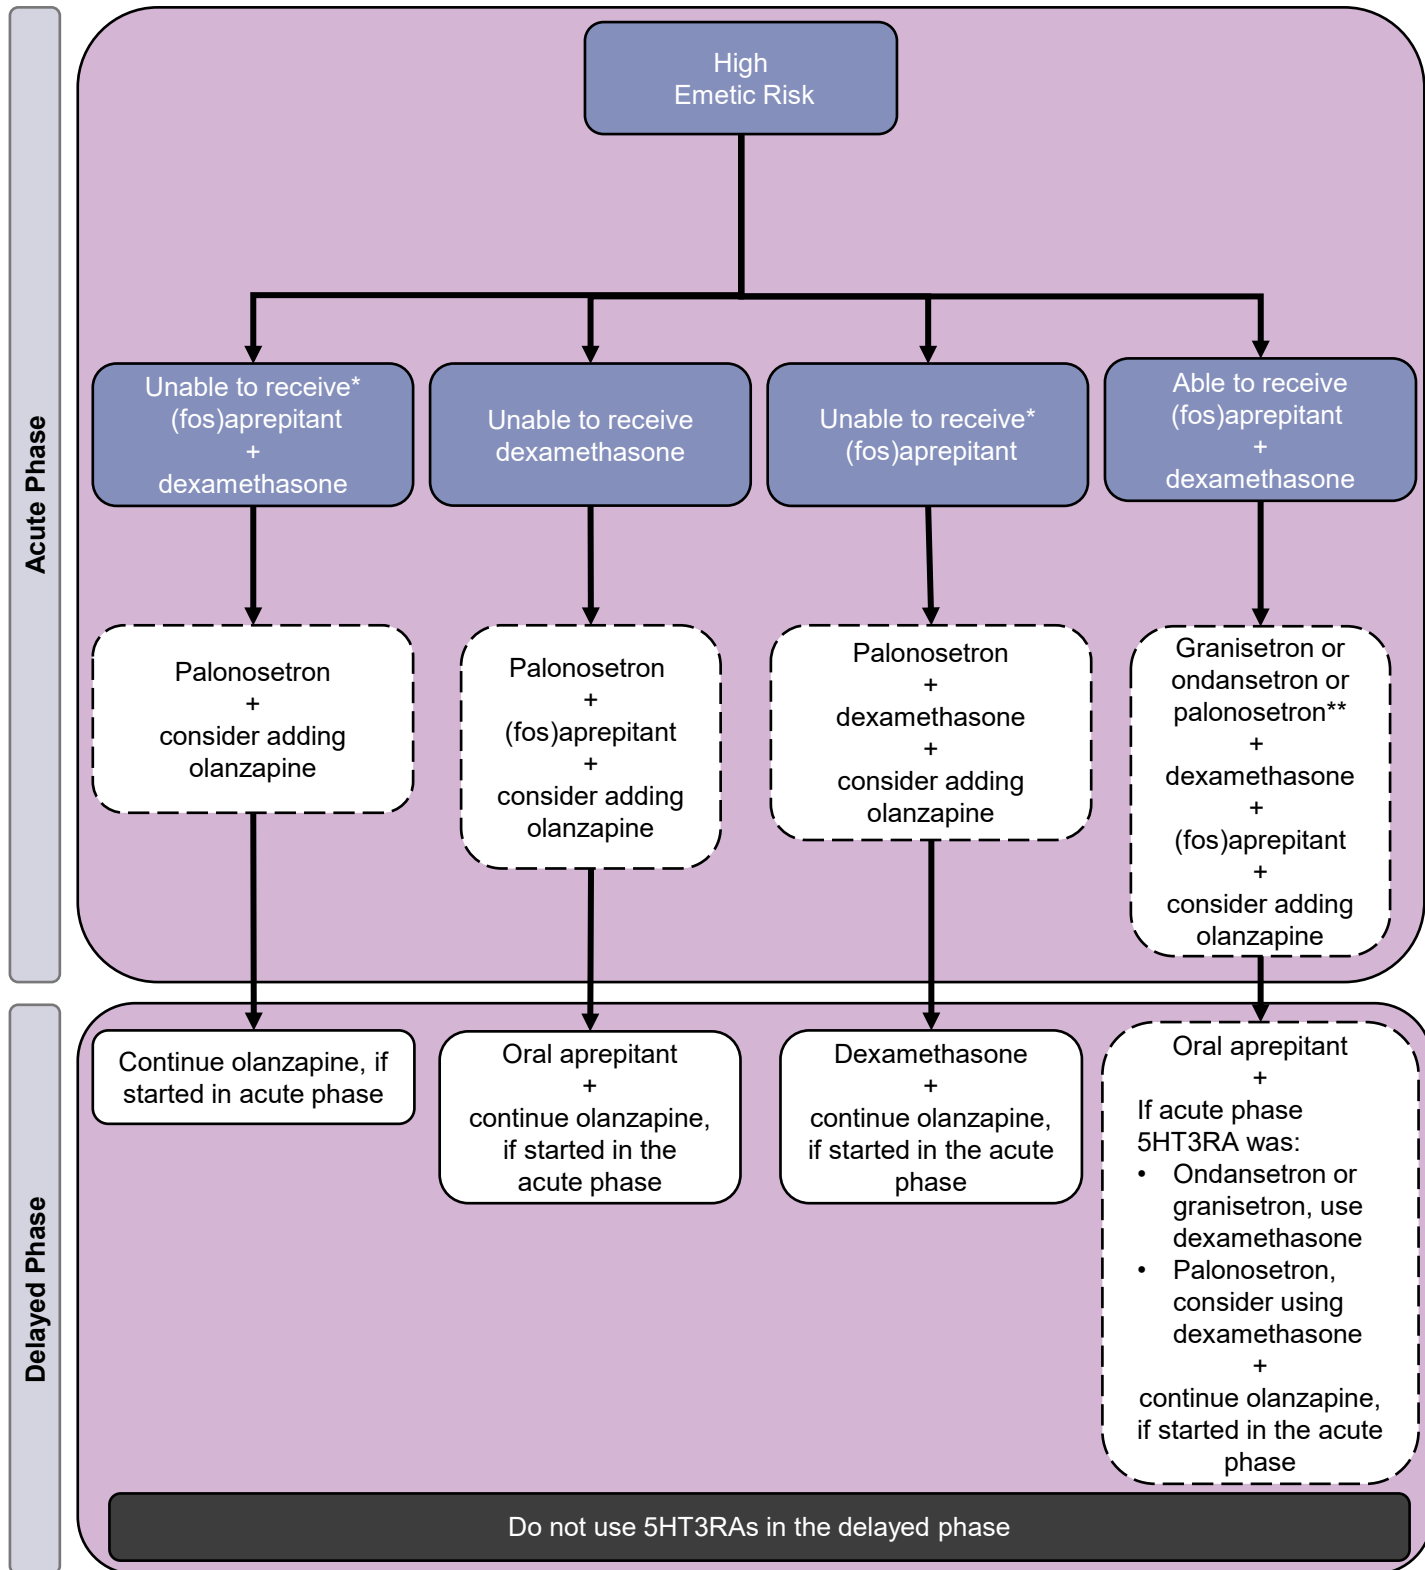 Acute Phase
High
Emetic Risk
Unable to receive*
(fos)aprepitant
+
dexamethasone
Unable to receive
dexamethasone
Unable to receive*
(fos)aprepitant
Able to receive
(fos)aprepitant
+
dexamethasone
Palonosetron
+
consider adding
olanzapine
Palonosetron
+
(fos)aprepitant
+
consider adding
olanzapine
Palonosetron
+
dexamethasone
+
consider adding
olanzapine
Granisetron or
ondansetron or
palonosetron**
+
dexamethasone
+
(fos)aprepitant
+
consider adding
olanzapine
Delayed Phase
Continue olanzapine, if
started in acute phase
Oral aprepitant
+
continue olanzapine,
if started in the
acute phase
Dexamethasone
+
continue olanzapine,
if started in the acute
phase
Oral aprepitant
+
If acute phase
5HT3RA was:
• Ondansetron or
granisetron, use
dexamethasone
• Palonosetron,
consider using
dexamethasone
+
continue olanzapine,
if started in the acute
phase
Do not use 5HT3RAs in the delayed phase